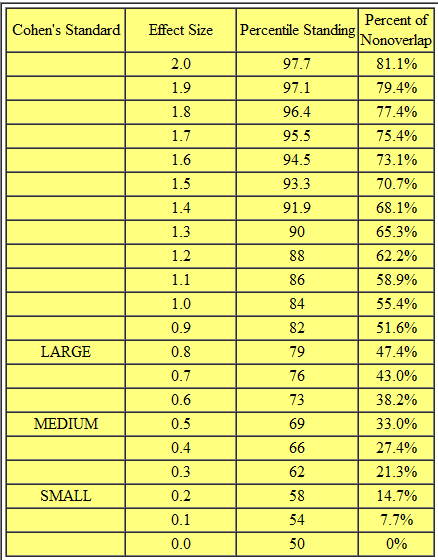 Cohen's Standard Effect Size Percentile Standing Percent of Nonoverlap
2.0 97.7 81.1%
1.9 97.1 79.4%
1.8 96.4 77.4%
1.7 95.5 75.4%
1.6 94.5 73.1%
1.5 93.3 70.7%
1.4 91.9 68.1%
1.3 90 65.3%
1.2 88 62.2%
1.1 86 58.9%
1.0 84 55.4%
0.9 82 51.6%
LARGE 0.8 79 47.4%
0.7 76 43.0%
0.6 73 38.2%
MEDIUM 0.5 69 33.0%
0.4 66 27.4%
0.3 62 21.3%
SMALL 0.2 58 14.7%
0.1 54 7.7%
0.0 50 0%